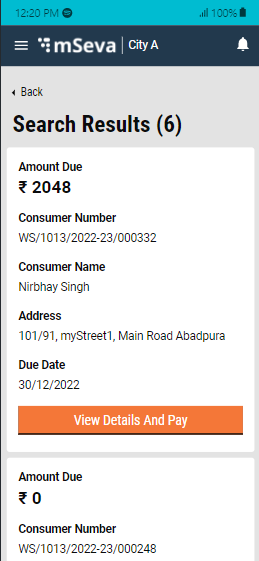 12:20 PM
100%
mSeva
City A
Back
Search Results (6)
Amount Due
₹ 2048
Consumer Number
WS/1013/2022-23/000332
Consumer Name
Nirbhay Singh
Address
101/91, myStreet1, Main Road Abadpura
Due Date
30/12/2022
View Details And Pay
Amount Due
₹ 0
Consumer Number
WS/1013/2022-23/000248